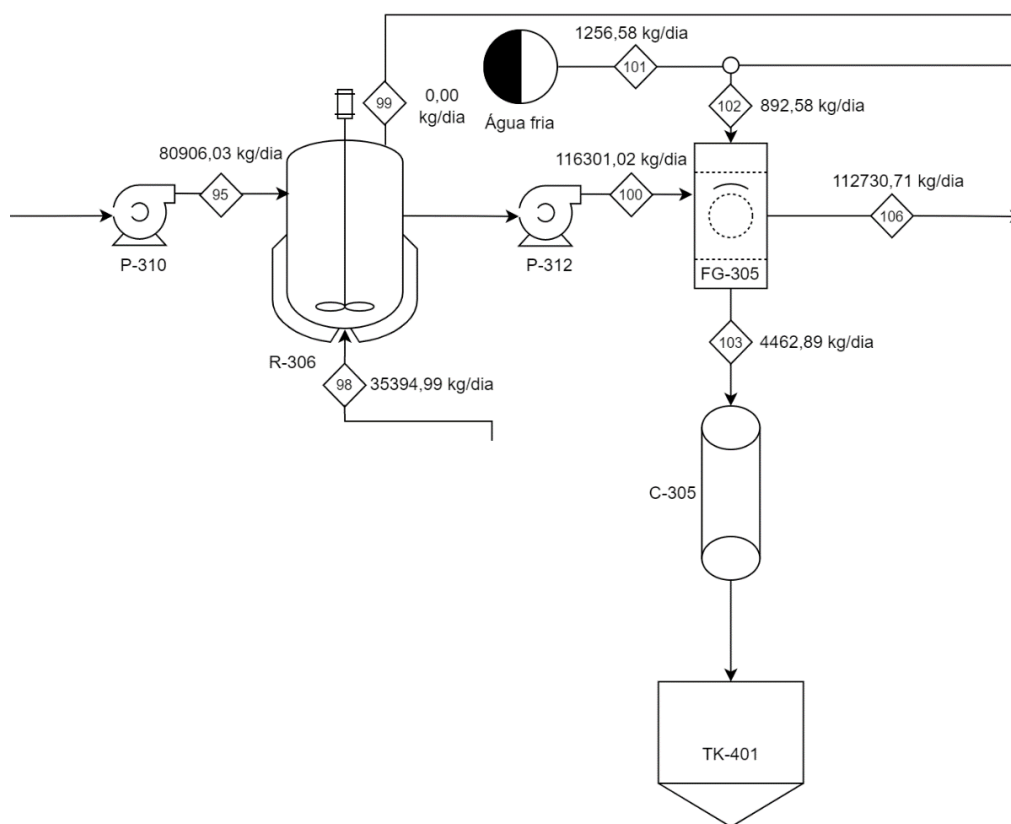 1256,58 kg/dia
101
99
0,00
kg/dia
Água fria
102
892,58 kg/dia
80906,03 kg/dia
95
116301,02 kg/dia
100
112730,71 kg/dia
106
P-310
P-312
FG-305
R-306
98
35394,99 kg/dia
103
4462,89 kg/dia
C-305
TK-401